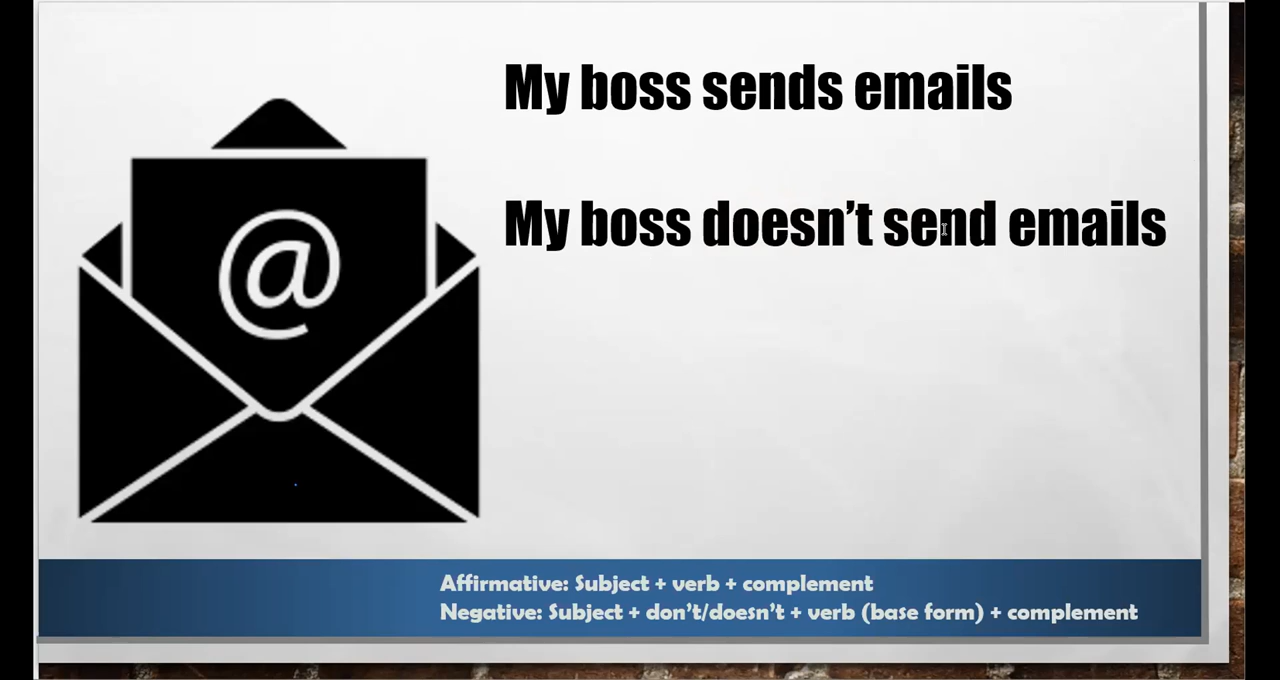 My boss sends emails
My boss doesn’t send emails
@
Affirmative: Subject + verb + complement
Negative: Subject + don’t/doesn’t + verb (base form) + complement